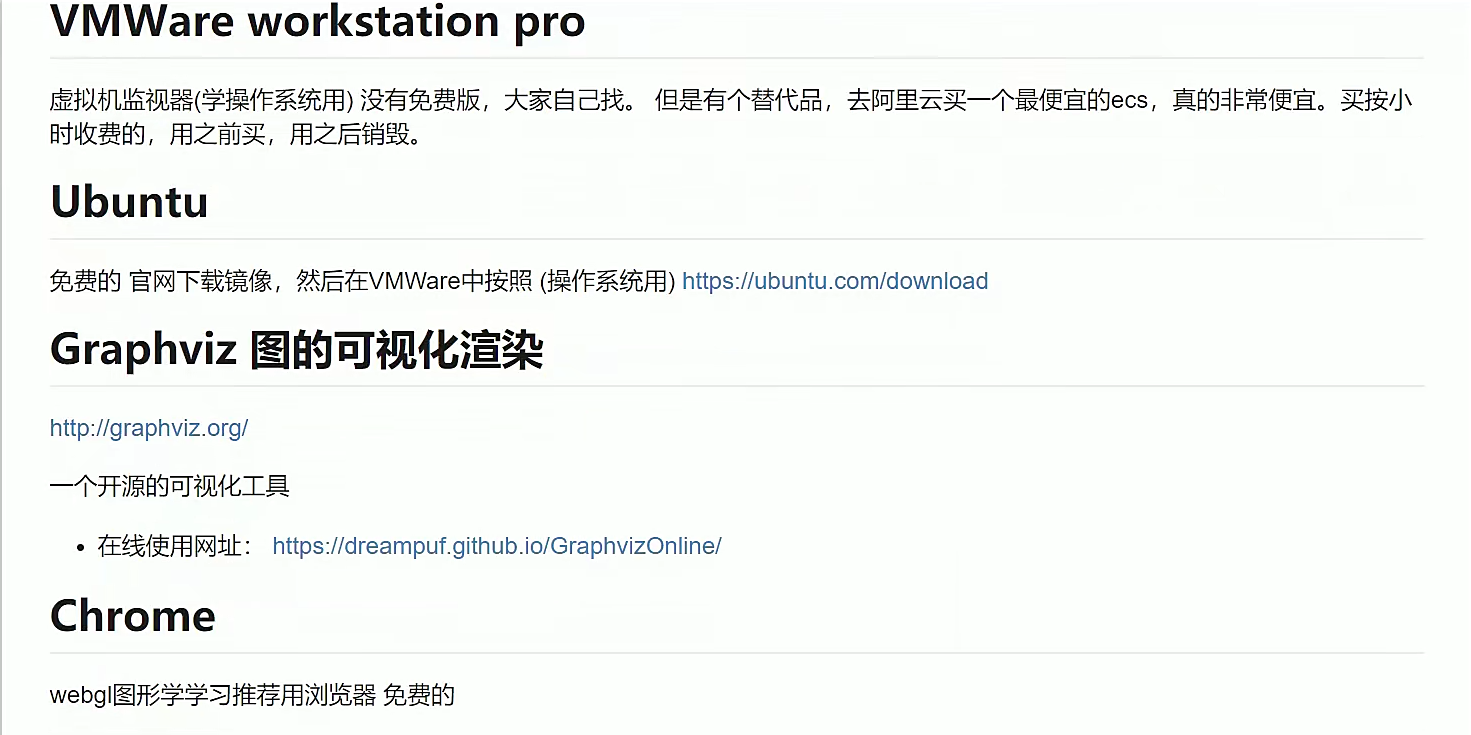 VMWare workstation pro
虚拟机监视器(学操作系统用) 没有免费版，大家自己找。 但是有个替代品，去阿里云买一个最便宜的ecs，真的非常便宜。买按小
时收费的，用之前买，用之后销毁。
Ubuntu
免费的 官网下载镜像，然后在VMWare中按照 (操作系统用) https://ubuntu.com/download
Graphviz 图的可视化渲染
http://graphviz.org/
一个开源的可视化工具
• 在线使用网址： https://dreampuf.github.io/GraphvizOnline/
Chrome
webgl图形学学习推荐用浏览器 免费的